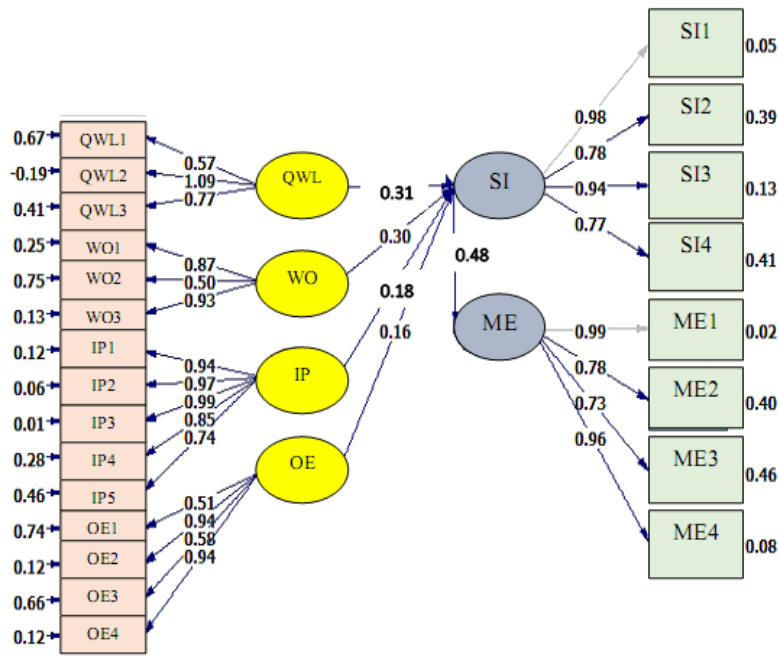 0.67 QWL1
-0.19 QWL2
0.41 QWL3
0.25 WO1
0.75 WO2
0.13 WO3
0.12 IP1
0.06 IP2
0.01 IP3
0.28 IP4
0.46 IP5
0.74 OE1
0.12 OE2
0.66 OE3
0.12 OE4
0.57
1.09
0.77
0.87
0.50
0.93
0.94
0.97
0.99
0.85
0.74
0.51
0.94
0.58
0.94
QWL
WO
IP
OE
0.31
0.30
0.18
0.16
SI
0.48
ME
0.98
0.78
0.94
0.77
0.99
0.78
0.73
0.96
SI1 0.05
SI2 0.39
SI3 0.13
SI4 0.41
ME1 0.02
ME2 0.40
ME3 0.46
ME4 0.08